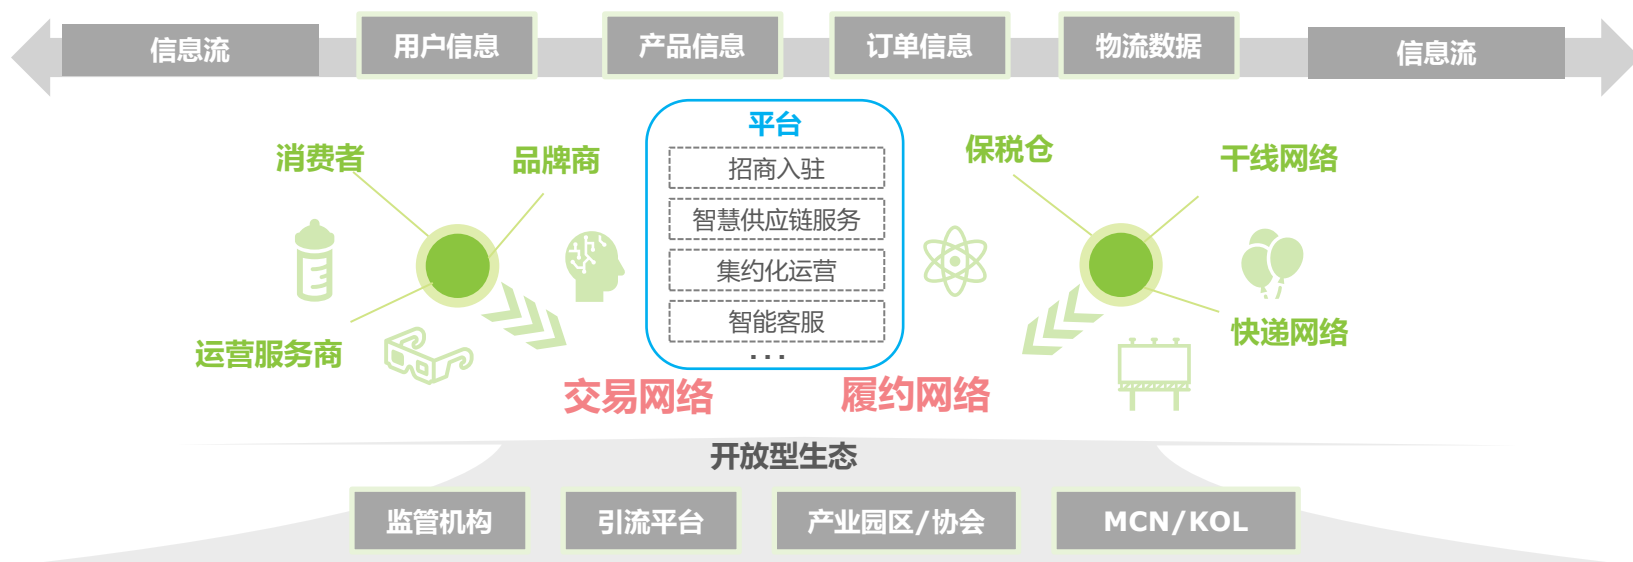 信息流
用户信息
产品信息
订单信息
物流数据
信息流
平台
招商入驻
智慧供应链服务
集约化运营
智能客服
...
消费者
品牌商
运营服务商
保税仓
干线网络
快递网络
交易网络
履约网络
开放型生态
监管机构
引流平台
产业园区/协会
MCN/KOL